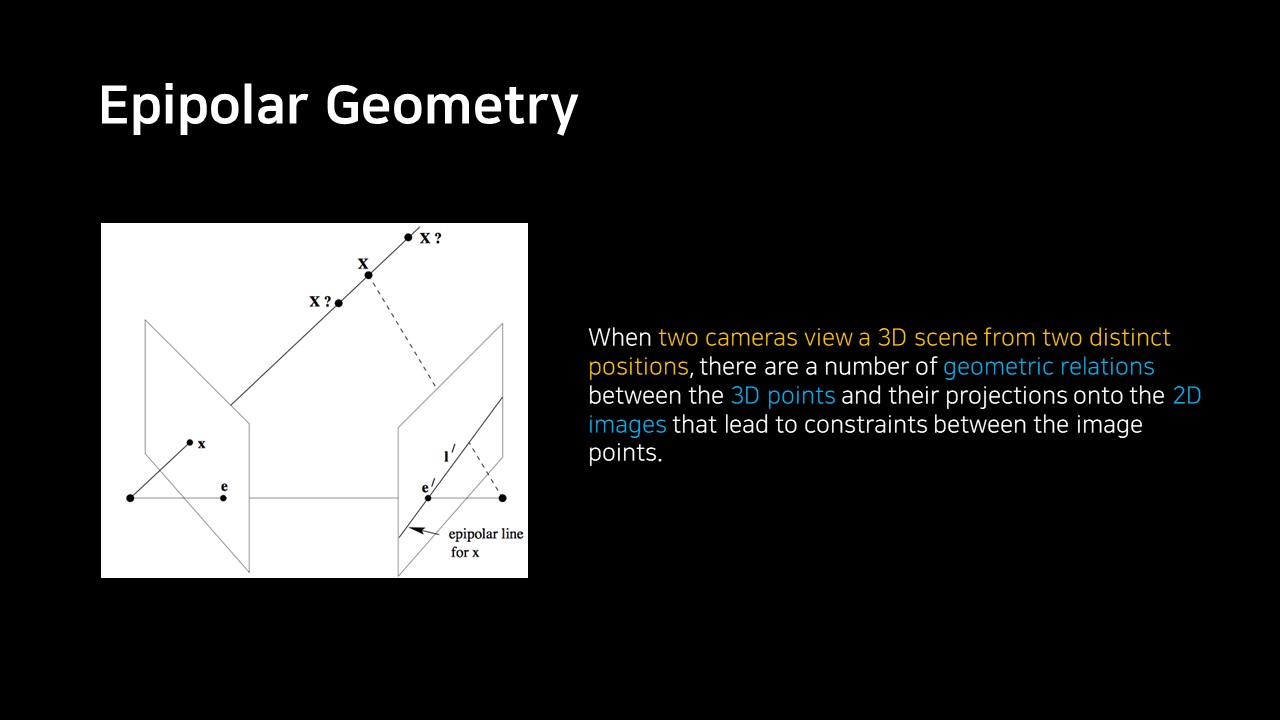 Epipolar Geometry
X ?
X
X ?
x
e
l′
e′
epipolar line
for x
When two cameras view a 3D scene from two distinct
positions, there are a number of geometric relations
between the 3D points and their projections onto the 2D
images that lead to constraints between the image
points.